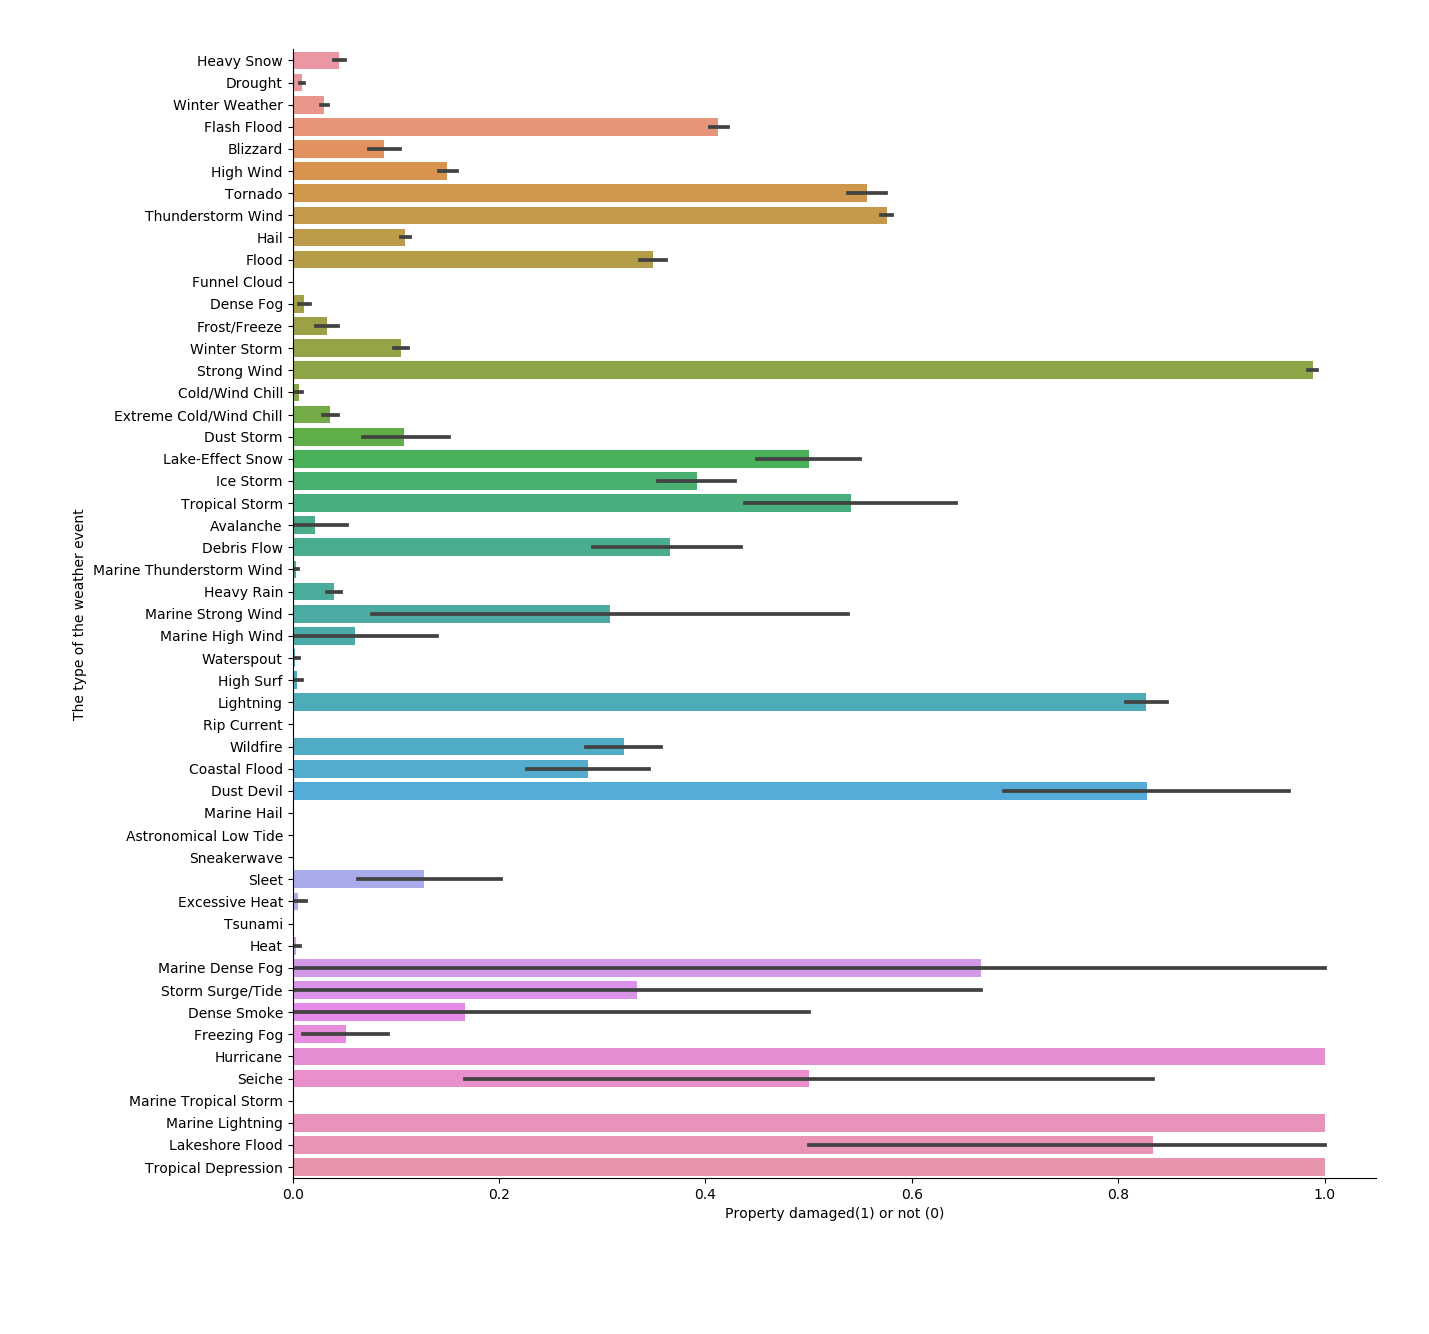 Heavy Snow
Drought
Winter Weather
Flash Flood
Blizzard
High Wind
Tornado
Thunderstorm Wind
Hail
Flood
Funnel Cloud
Dense Fog
Frost/Freeze
Winter Storm
Strong Wind
Cold/Wind Chill
Extreme Cold/Wind Chill
Dust Storm
Lake-Effect Snow
Ice Storm
Tropical Storm
Avalanche
Debris Flow
Marine Thunderstorm Wind
Heavy Rain
Marine Strong Wind
Marine High Wind
Waterspout
High Surf
Lightning
Rip Current
Wildfire
Coastal Flood
Dust Devil
Marine Hail
Astronomical Low Tide
Sneakerwave
Sleet
Excessive Heat
Tsunami
Heat
Marine Dense Fog
Storm Surge/Tide
Dense Smoke
Freezing Fog
Hurricane
Seiche
Marine Tropical Storm
Marine Lightning
Lakeshore Flood
Tropical Depression
The type of the weather event
0.0 0.2 0.4 0.6 0.8 1.0
Property damaged(1) or not (0)